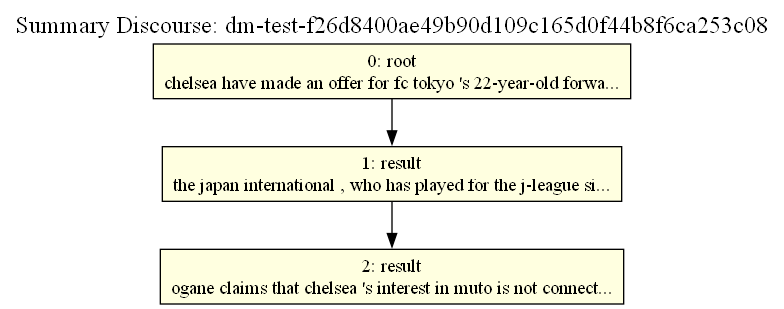 Summary Discourse: dm-test-f26d8400ae49b90d109c165d0f44b8f6ca253c08
0: root
chelsea have made an offer for fc tokyo 's 22-year-old forwa...
1: result
the japan international , who has played for the j-league si...
2: result
ogane claims that chelsea 's interest in muto is not connect...